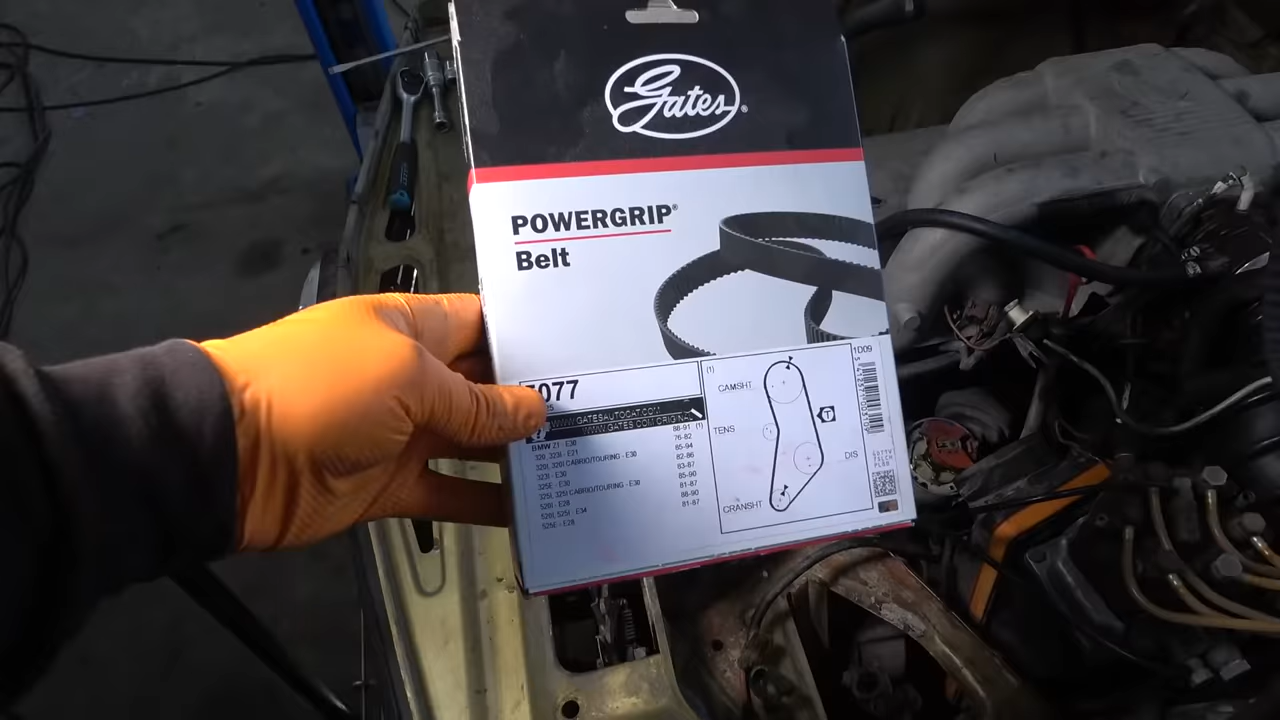 Gates®
POWERGRIP®
Belt
077
WWW.GATESAUTOCAT.COM
WWW.GATES.COM/ORIGINAL
BMW Z1 - E30 88-91 (1)
320, 323I - E21 76-82
320I, 320I CABRIO/TOURING - E30 85-94
323I - E30 82-86
325E - E30 83-87
325I, 325I CABRIO/TOURING - E30 85-90
520I - E28 81-87
520I, 525I - E34 88-90
525E - E28 81-87
(1)
CAMSHT
TENS
T
DIS
CRANSHT
1D09